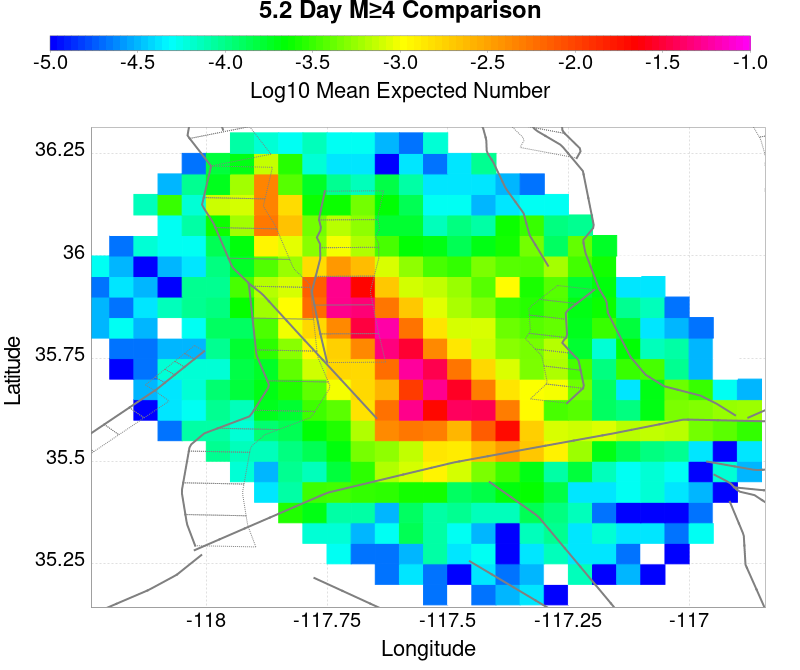 5.2 Day M≥4 Comparison
-5.0 -4.5 -4.0 -3.5 -3.0 -2.5 -2.0 -1.5 -1.0
Log10 Mean Expected Number
36.25
36
35.75
35.5
35.25
Latitude
-118 -117.75 -117.5 -117.25 -117
Longitude